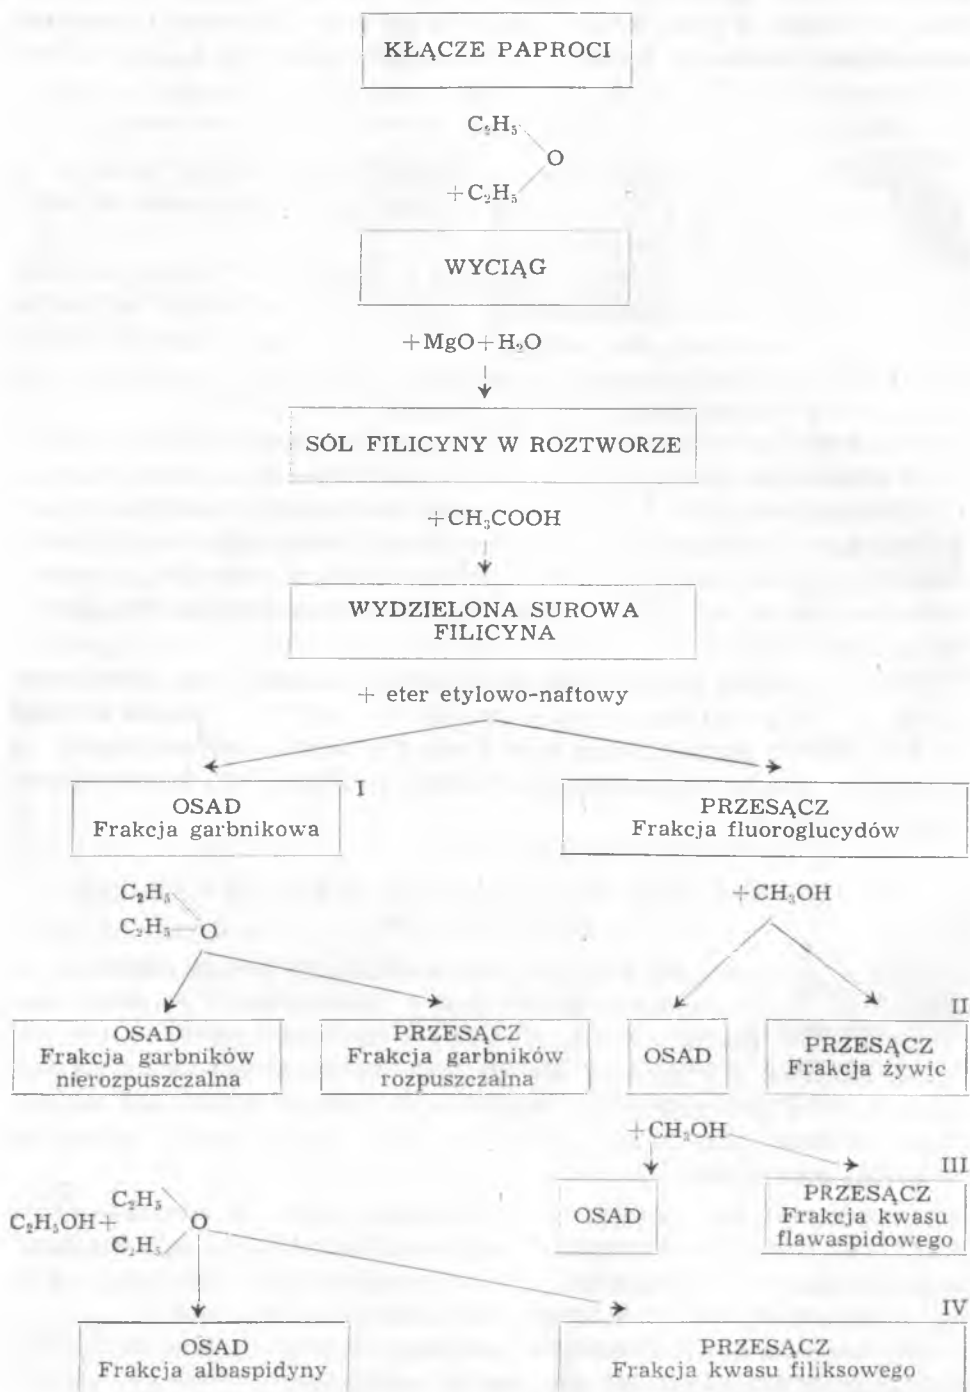 KŁĄCZE PAPROCI
C₂H₅
O
+C₂H₅
WYCIĄG
+MgO+H₂O
SÓL FILICYNY W ROZTWORZE
+CH₃COOH
WYDZIELONA SUROWA
FILICYNA
+ eter etylowo-naftowy
I
OSAD
Frakcja garbnikowa
PRZESĄCZ
Frakcja fluoroglucydów
C₂H₅
C₂H₅
O
+CH₃OH
OSAD
Frakcja garbników
nierozpuszczalna
PRZESĄCZ
Frakcja garbników
rozpuszczalna
OSAD
II
PRZESĄCZ
Frakcja żywic
+CH₃OH
OSAD
III
PRZESĄCZ
Frakcja kwasu
flawaspidowego
C₂H₅OH+
C₂H₅
C₂H₅
O
OSAD
Frakcja albaspidyny
IV
PRZESĄCZ
Frakcja kwasu filiksowego